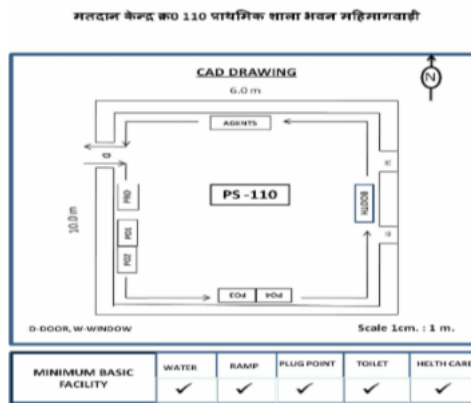 मतदान केन्द्र क्र0 110 प्राथमिक शाला भवन महिमागवाड़ी
CAD DRAWING
6.0 m
N
AGENTS
D
W
PRO
PS -110
BOOTH
10.0 m
PO1
W
PO2
PO3 PO4
D-DOOR, W-WINDOW
Scale 1cm. : 1 m.
MINIMUM BASIC FACILITY
WATER RAMP PLUG POINT TOILET HELTH CARE
✓ ✓ ✓ ✓ ✓